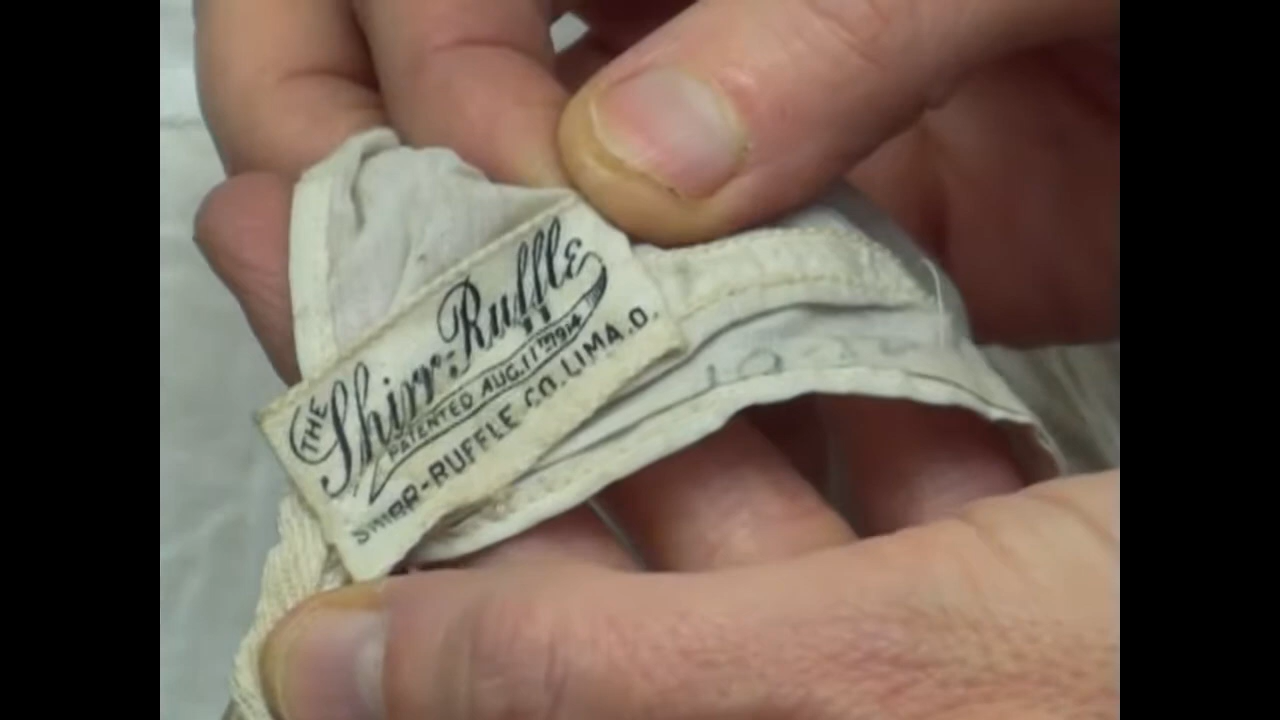 THE Shirr-Ruffle
PATENTED AUG. 11TH 1914
SHIRR-RUFFLE CO. LIMA. O.